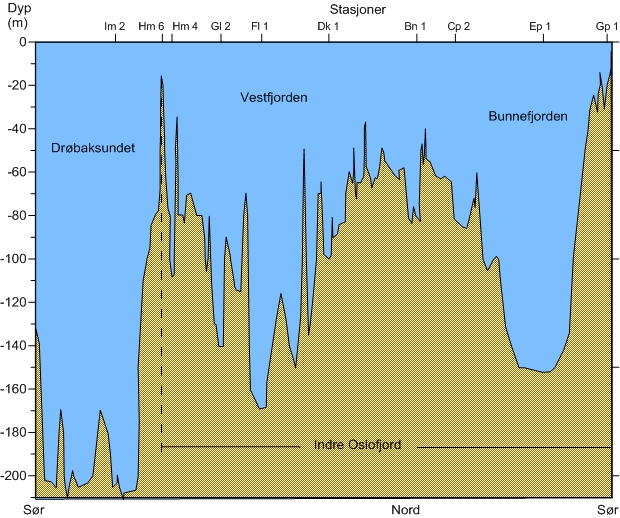 Dyp
(m)
Stasjoner
Im 2 Hm 6 Hm 4 Gl 2 Fl 1 Dk 1 Bn 1 Cp 2 Ep 1 Gp 1
0
-20
-40
-60
-80
-100
-120
-140
-160
-180
-200
Vestfjorden
Bunnefjorden
Drøbaksundet
Indre Oslofjord
Sør Nord Sør